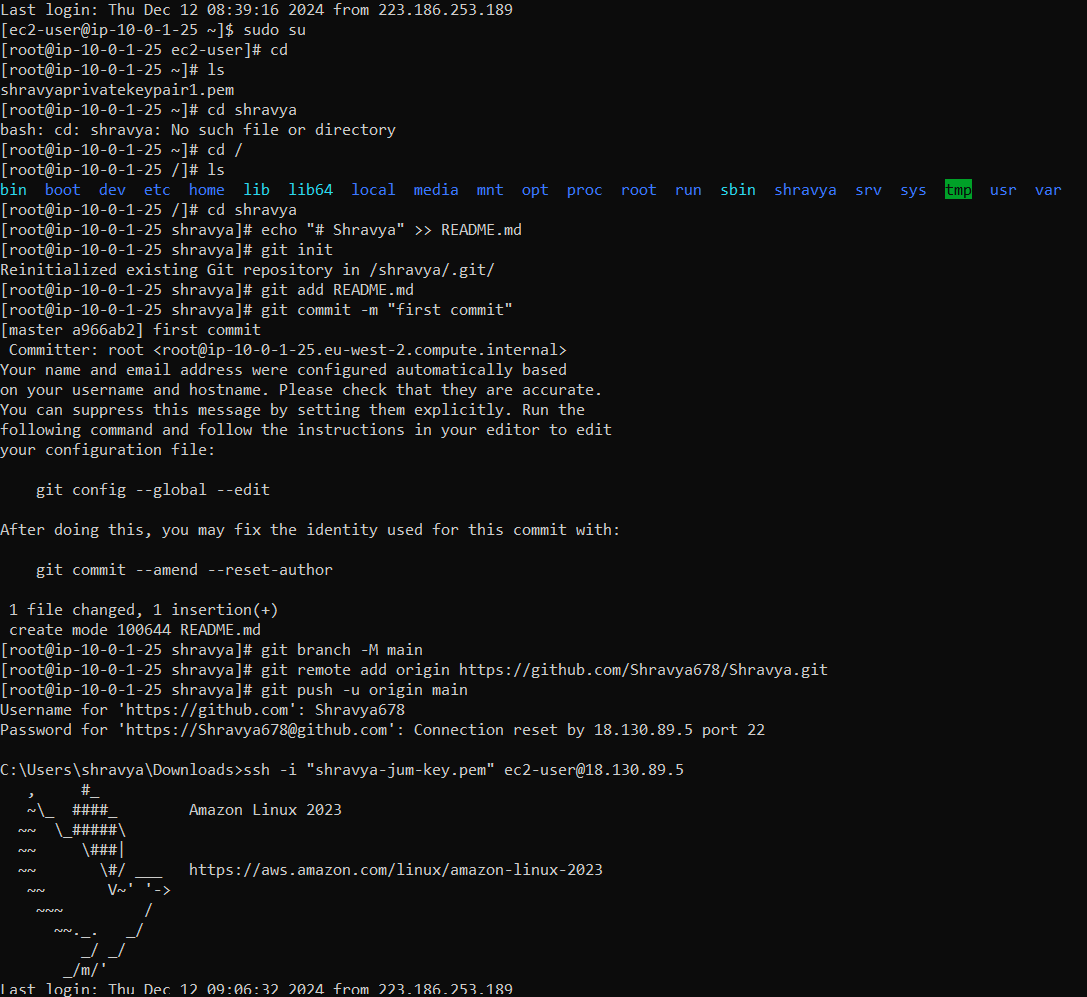 Last login: Thu Dec 12 08:39:16 2024 from 223.186.253.189
[ec2-user@ip-10-0-1-25 ~]$ sudo su
[root@ip-10-0-1-25 ec2-user]# cd
[root@ip-10-0-1-25 ~]# ls
shravyaprivatekeypair1.pem
[root@ip-10-0-1-25 ~]# cd shravya
bash: cd: shravya: No such file or directory
[root@ip-10-0-1-25 ~]# cd /
[root@ip-10-0-1-25 /]# ls
bin  boot  dev  etc  home  lib  lib64  local  media  mnt  opt  proc  root  run  sbin  shravya  srv  sys  tmp  usr  var
[root@ip-10-0-1-25 /]# cd shravya
[root@ip-10-0-1-25 shravya]# echo "# Shravya" >> README.md
[root@ip-10-0-1-25 shravya]# git init
Reinitialized existing Git repository in /shravya/.git/
[root@ip-10-0-1-25 shravya]# git add README.md
[root@ip-10-0-1-25 shravya]# git commit -m "first commit"
[master a966ab2] first commit
 Committer: root <root@ip-10-0-1-25.eu-west-2.compute.internal>
Your name and email address were configured automatically based
on your username and hostname. Please check that they are accurate.
You can suppress this message by setting them explicitly. Run the
following command and follow the instructions in your editor to edit
your configuration file:

    git config --global --edit

After doing this, you may fix the identity used for this commit with:

    git commit --amend --reset-author

 1 file changed, 1 insertion(+)
 create mode 100644 README.md
[root@ip-10-0-1-25 shravya]# git branch -M main
[root@ip-10-0-1-25 shravya]# git remote add origin https://github.com/Shravya678/Shravya.git
[root@ip-10-0-1-25 shravya]# git push -u origin main
Username for 'https://github.com': Shravya678
Password for 'https://Shravya678@github.com': Connection reset by 18.130.89.5 port 22

C:\Users\shravya\Downloads>ssh -i "shravya-jum-key.pem" ec2-user@18.130.89.5
   ,     #_
   ~\_  ####_        Amazon Linux 2023
  ~~  \_#####\
  ~~     \###|
  ~~       \#/ ___   https://aws.amazon.com/linux/amazon-linux-2023
   ~~       V~' '->
    ~~~         /
      ~~._.   _/
         _/ _/
       _/m/'
Last login: Thu Dec 12 09:06:32 2024 from 223.186.253.189